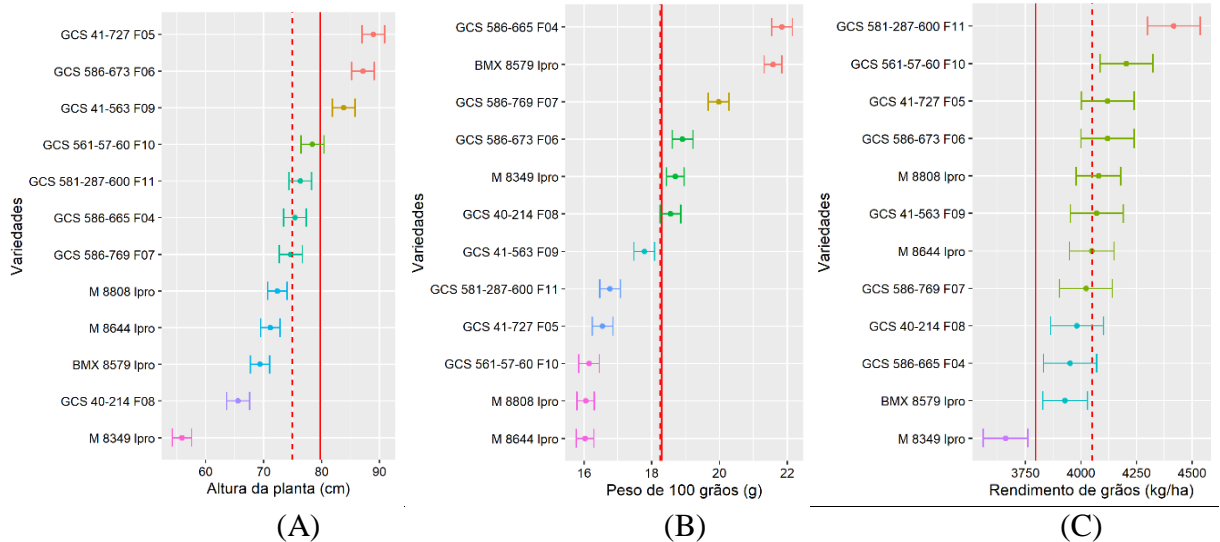 Variedades
GCS 41-727 F05
GCS 586-673 F06
GCS 41-563 F09
GCS 561-57-60 F10
GCS 581-287-600 F11
GCS 586-665 F04
GCS 586-769 F07
M 8808 Ipro
M 8644 Ipro
BMX 8579 Ipro
GCS 40-214 F08
M 8349 Ipro
60 70 80 90
Altura da planta (cm)
(A)
Variedades
GCS 586-665 F04
BMX 8579 Ipro
GCS 586-769 F07
GCS 586-673 F06
M 8349 Ipro
GCS 40-214 F08
GCS 41-563 F09
GCS 581-287-600 F11
GCS 41-727 F05
GCS 561-57-60 F10
M 8808 Ipro
M 8644 Ipro
16 18 20 22
Peso de 100 grãos (g)
(B)
Variedades
GCS 581-287-600 F11
GCS 561-57-60 F10
GCS 41-727 F05
GCS 586-673 F06
M 8808 Ipro
GCS 41-563 F09
M 8644 Ipro
GCS 586-769 F07
GCS 40-214 F08
GCS 586-665 F04
BMX 8579 Ipro
M 8349 Ipro
3750 4000 4250 4500
Rendimento de grãos (kg/ha)
(C)